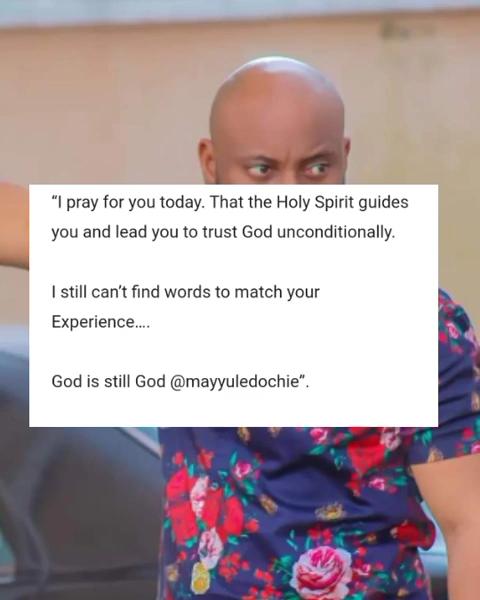 “I pray for you today. That the Holy Spirit guides
you and lead you to trust God unconditionally.
I still can’t find words to match your
Experience….
God is still God @mayyuledochie”.